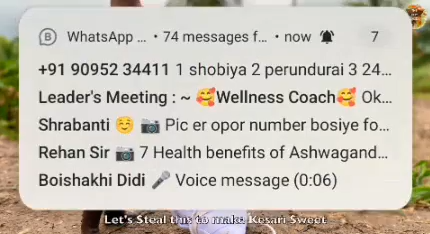 WhatsApp ... • 74 messages f... • now 7
+91 90952 34411 1 shobiya 2 perundurai 3 24...
Leader's Meeting : ~ 🥰Wellness Coach🥰 Ok...
Shrabanti ☺️ 📷 Pic er opor number bosiye fo...
Rehan Sir 📷 7 Health benefits of Ashwagand...
Boishakhi Didi 🎤 Voice message (0:06)
Let's Steal this to make Kesari Sweet